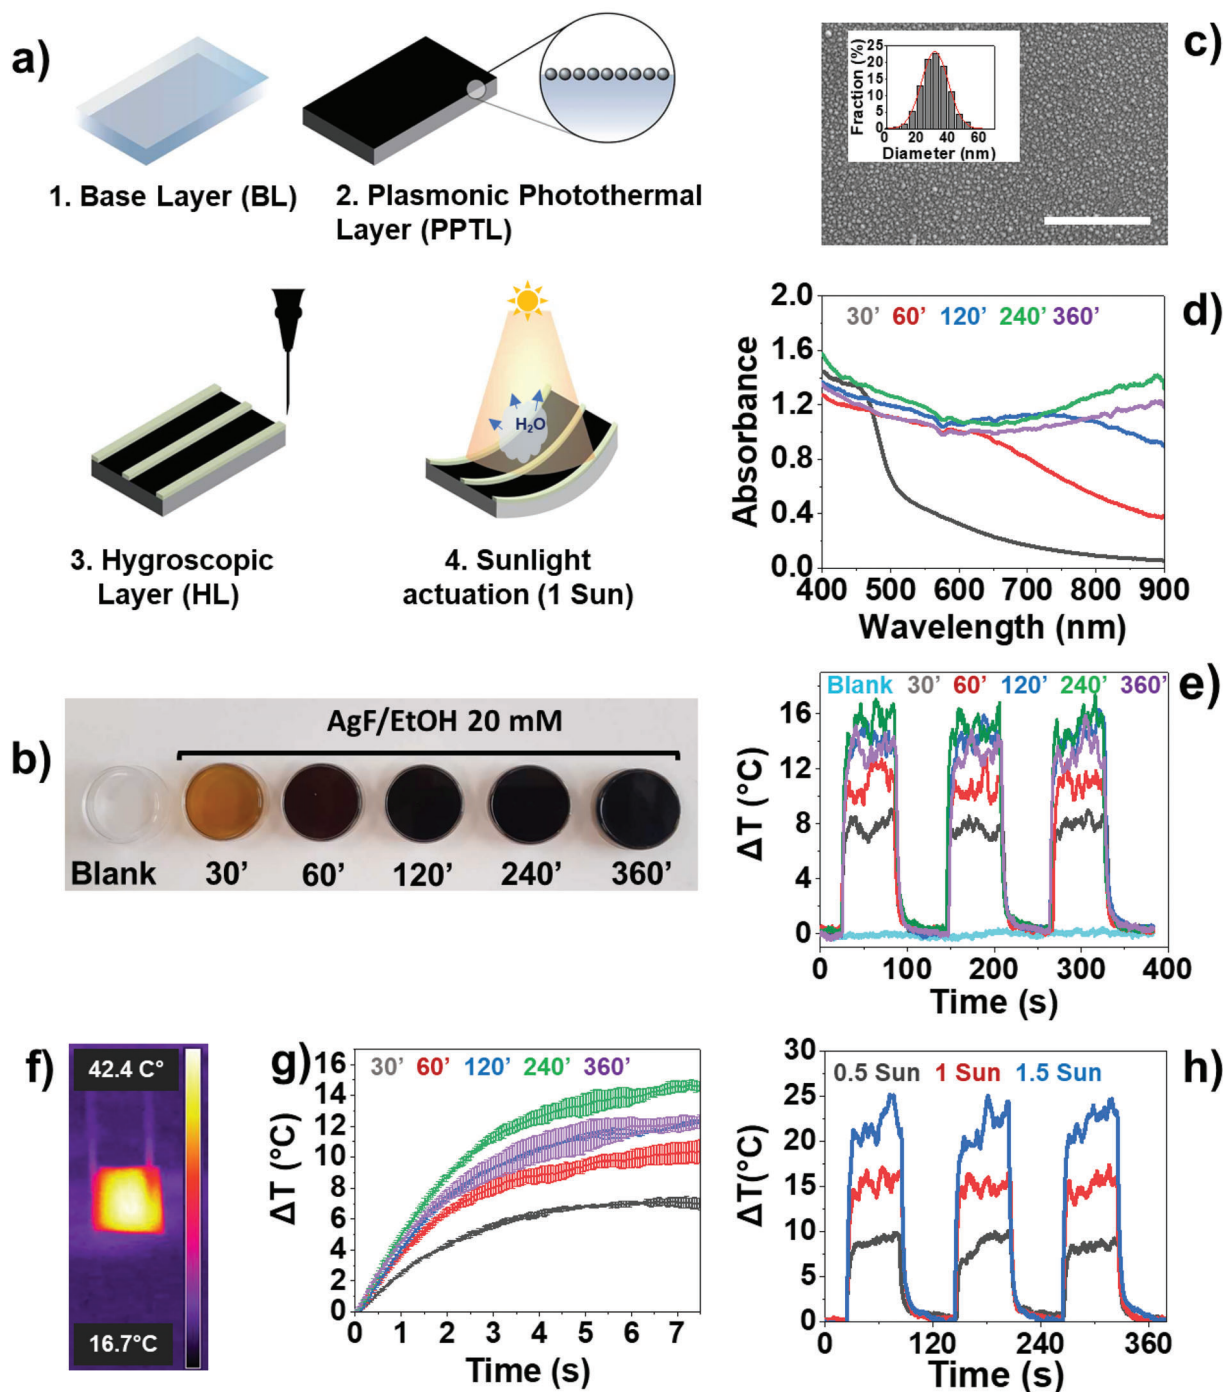 a)
1. Base Layer (BL)
2. Plasmonic Photothermal
Layer (PPTL)
3. Hygroscopic
Layer (HL)
H₂O
4. Sunlight
actuation (1 Sun)
b)
AgF/EtOH 20 mM
Blank 30’ 60’ 120’ 240’ 360’
c)
Fraction (%)
25
20
15
10
5
0
0 20 40 60
Diameter (nm)
d)
30’ 60’ 120’ 240’ 360’
Absorbance
2.0
1.6
1.2
0.8
0.4
0.0
400 500 600 700 800 900
Wavelength (nm)
e)
Blank 30’ 60’ 120’ 240’ 360’
ΔT (°C)
16
12
8
4
0
0 100 200 300 400
Time (s)
f)
42.4 C°
16.7°C
g)
30’ 60’ 120’ 240’ 360’
ΔT (°C)
16
14
12
10
8
6
4
2
0
0 1 2 3 4 5 6 7
Time (s)
h)
0.5 Sun 1 Sun 1.5 Sun
ΔT(°C)
30
25
20
15
10
5
0
0 120 240 360
Time (s)